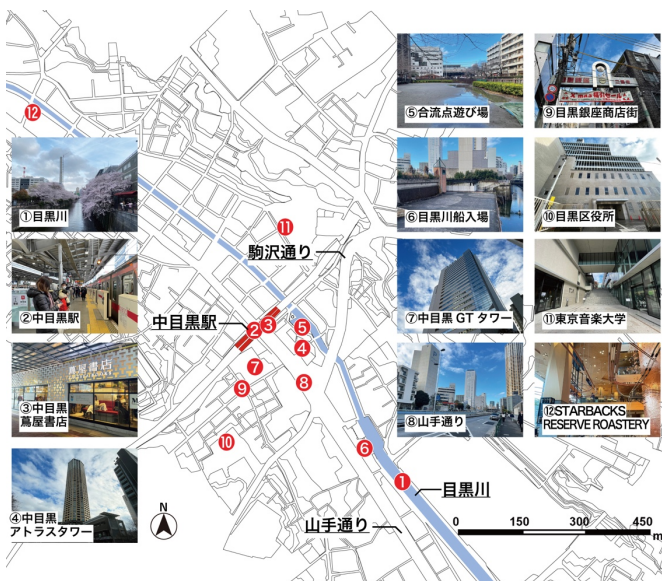 ⑫
①目黒川
②中目黒駅
③中目黒
蔦屋書店
④中目黒
アトラスタワー
⑤合流点遊び場
⑥目黒川船入場
⑦中目黒 GT タワー
⑧山手通り
⑨目黒銀座商店街
⑩目黒区役所
⑪東京音楽大学
⑫STARBACKS
RESERVE ROASTERY
⑪
駒沢通り
中目黒駅
②
③
⑤
④
⑦
⑧
⑨
⑩
⑥
①
目黒川
山手通り
N
0 150 300 450
m
蔦屋書店